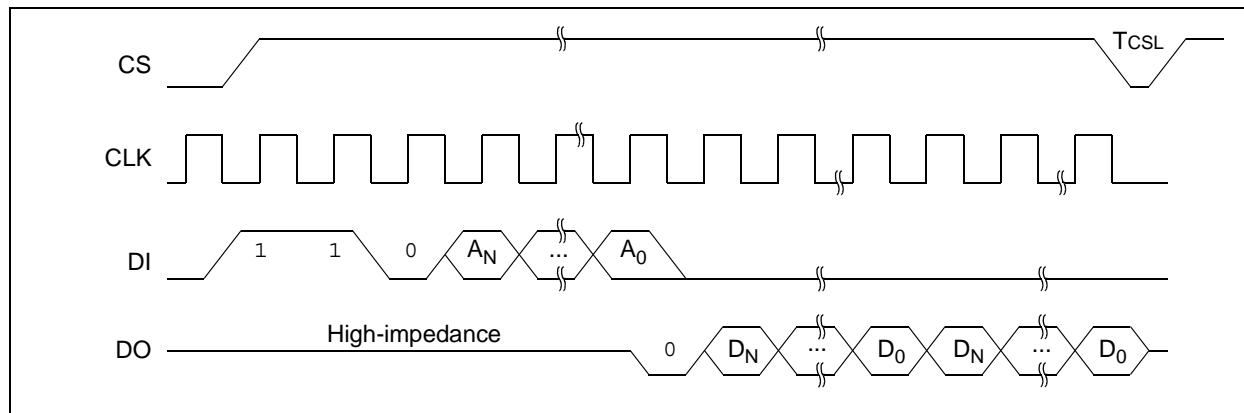 CS TCSL
CLK
DI 1 1 0 AN ... A0
High-impedance
DO 0 DN ... D0 DN ... D0